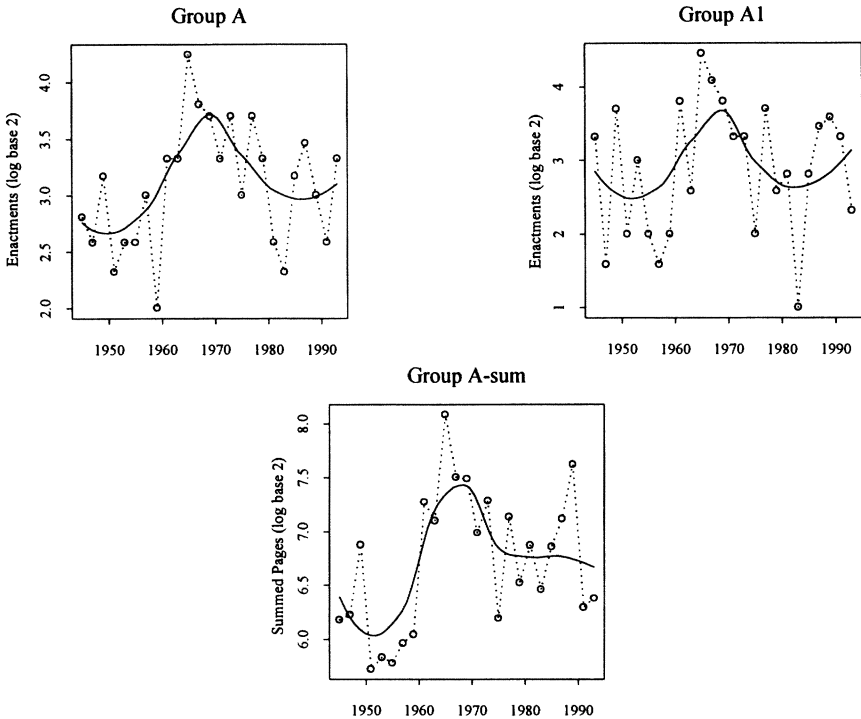 Group A
Enactments (log base 2)
4.0
3.5
3.0
2.5
2.0
1950 1960 1970 1980 1990
Group A1
Enactments (log base 2)
4
3
2
1
1950 1960 1970 1980 1990
Group A-sum
Summed Pages (log base 2)
8.0
7.5
7.0
6.5
6.0
1950 1960 1970 1980 1990